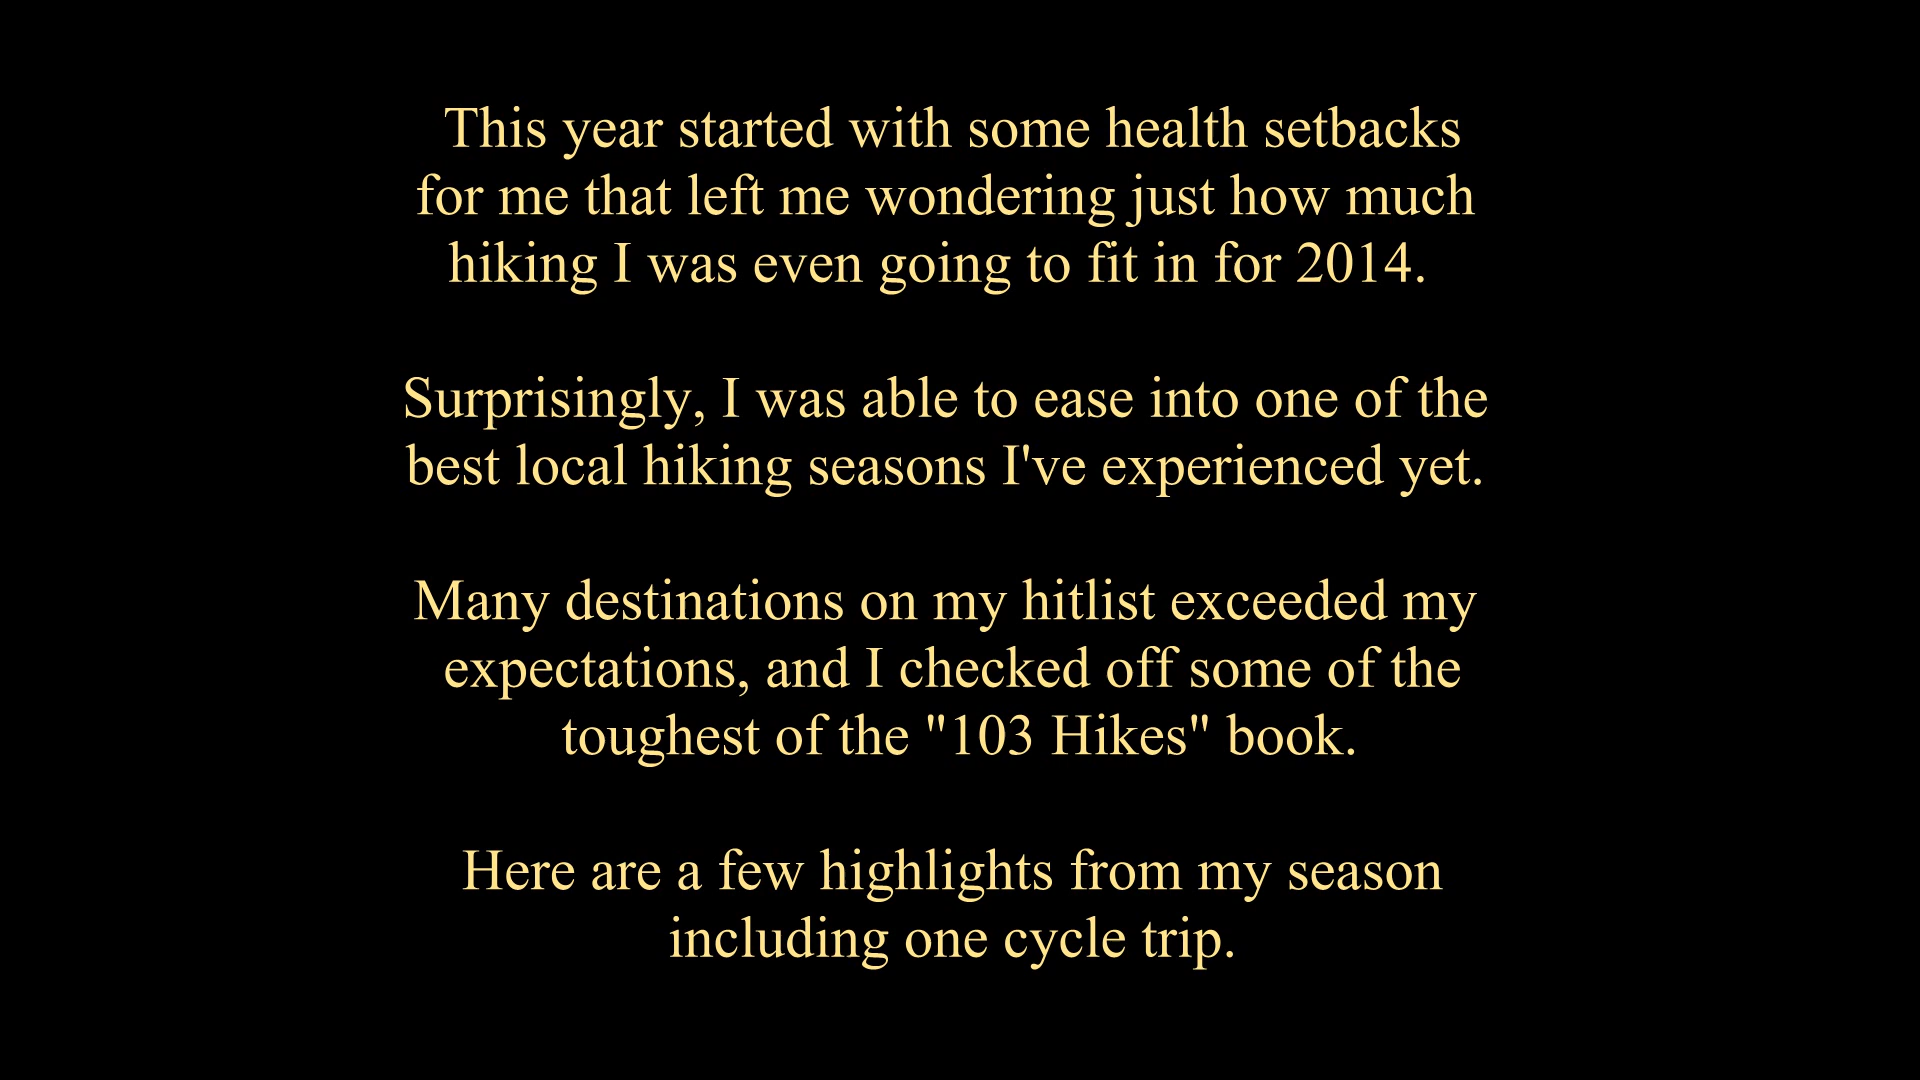 This year started with some health setbacks
for me that left me wondering just how much
hiking I was even going to fit in for 2014.
Surprisingly, I was able to ease into one of the
best local hiking seasons I've experienced yet.
Many destinations on my hitlist exceeded my
expectations, and I checked off some of the
toughest of the "103 Hikes" book.
Here are a few highlights from my season
including one cycle trip.